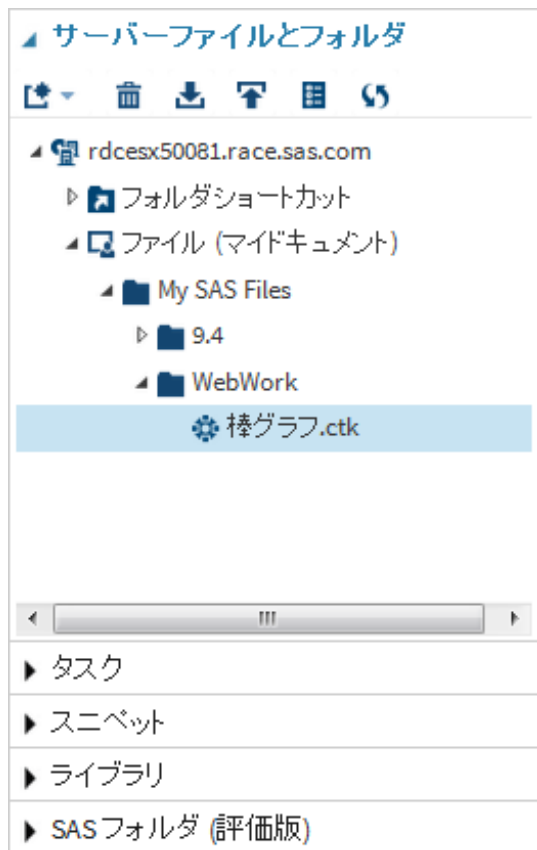 サーバーファイルとフォルダ
rdcesx50081.race.sas.com
フォルダショートカット
ファイル (マイドキュメント)
My SAS Files
9.4
WebWork
棒グラフ.ctk
タスク
スニペット
ライブラリ
SAS フォルダ (評価版)